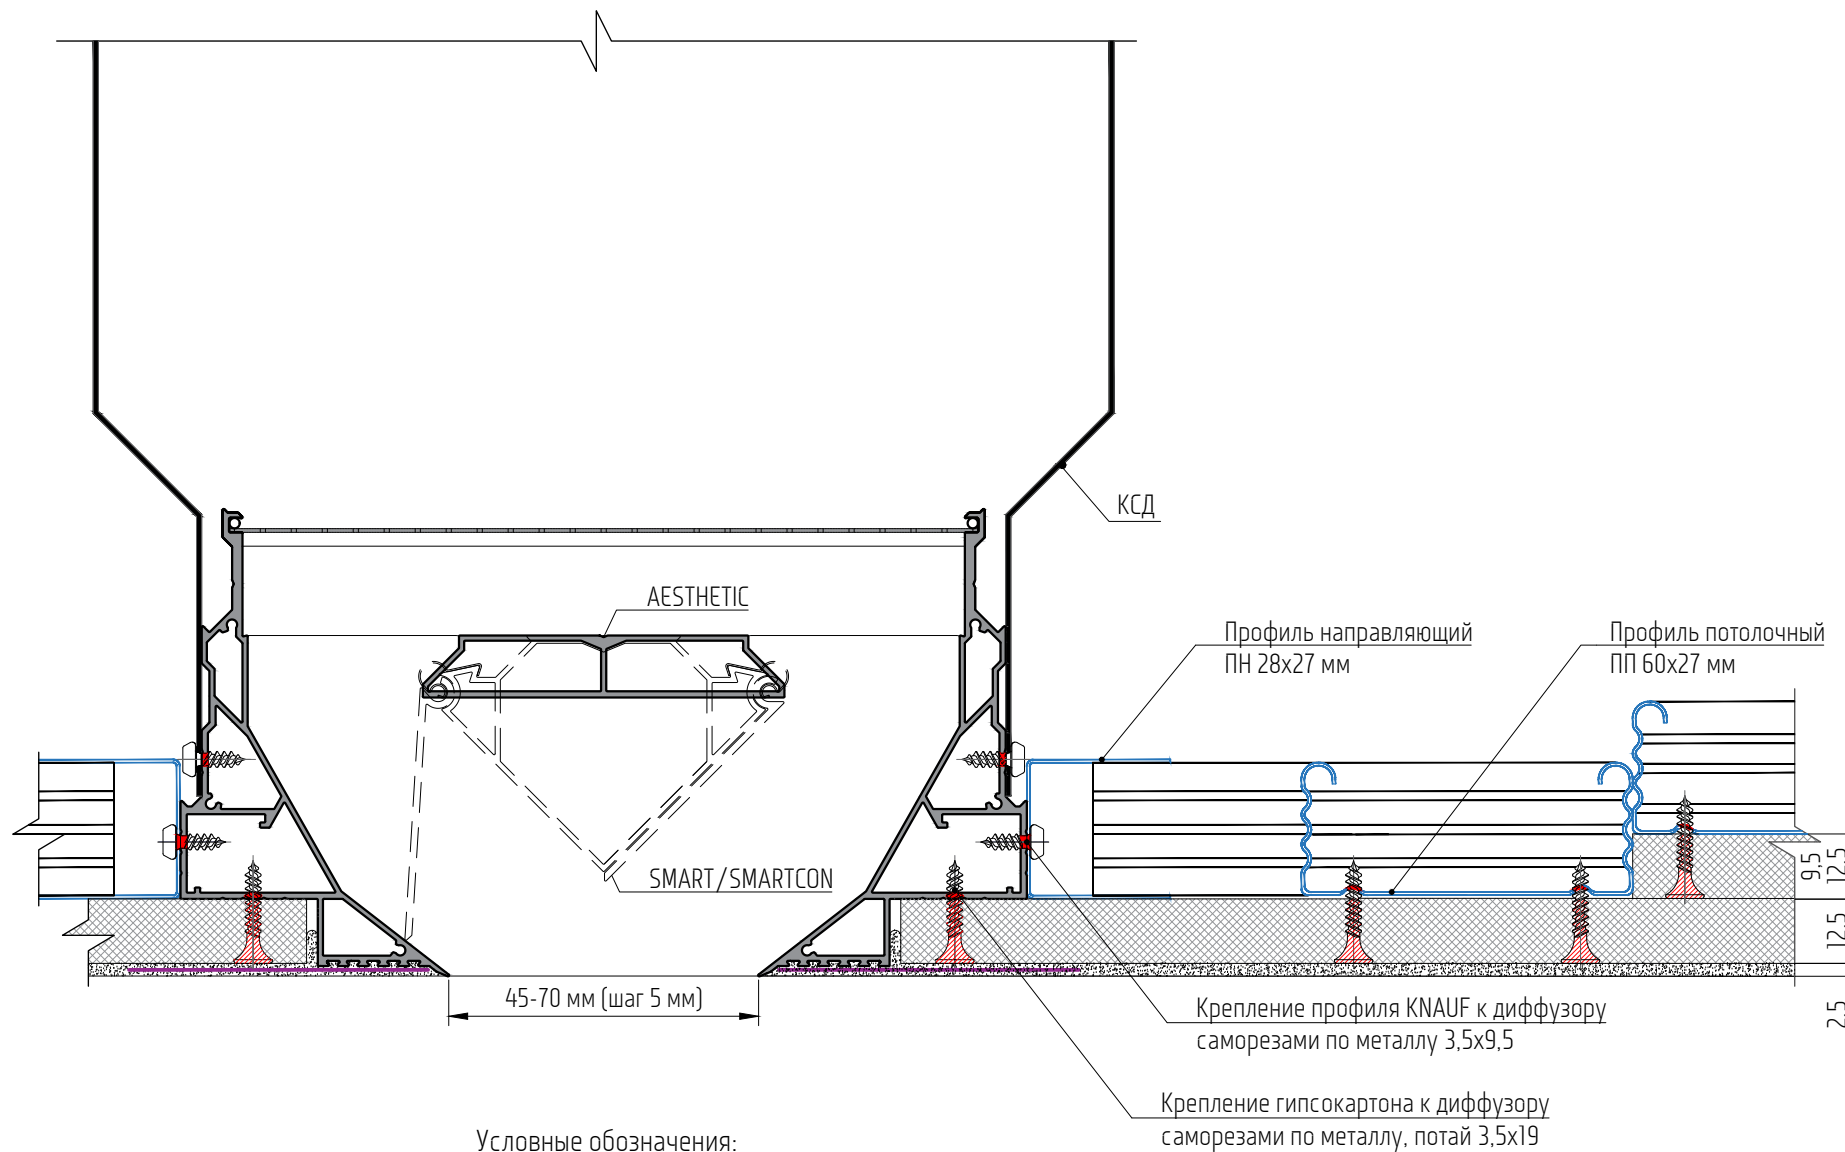 КСД
AESTHETIC
Профиль направляющий
ПН 28х27 мм
Профиль потолочный
ПП 60х27 мм
SMART/SMARTCON
9,5
12,5
12,5
2,5
45-70 мм (шаг 5 мм)
Крепление профиля KNAUF к диффузору
саморезами по металлу 3,5х9,5
Крепление гипсокартона к диффузору
саморезами по металлу, потай 3,5х19
Условные обозначения: